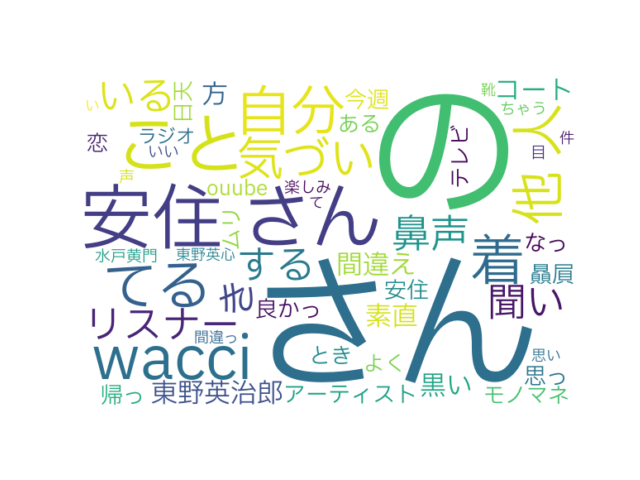 いる
日天
方
こと
自分
今週
の
靴
コート
ちゃう
恋
ラジオ
いい
気づい
ある
テレビ
他人
目
件
い
声
ouube
楽しみ
て
安住
さん
ムリ
鼻声
着
なっ
水戸黄門
東野英心
する
間違え
贔屓
てる
き
良かっ
安住
聞い
リスナー
間違っ
素直
さん
wacci
とき
よく
思い
思っ
帰っ
東野英治郎
アーティスト
黒い
モノマネ